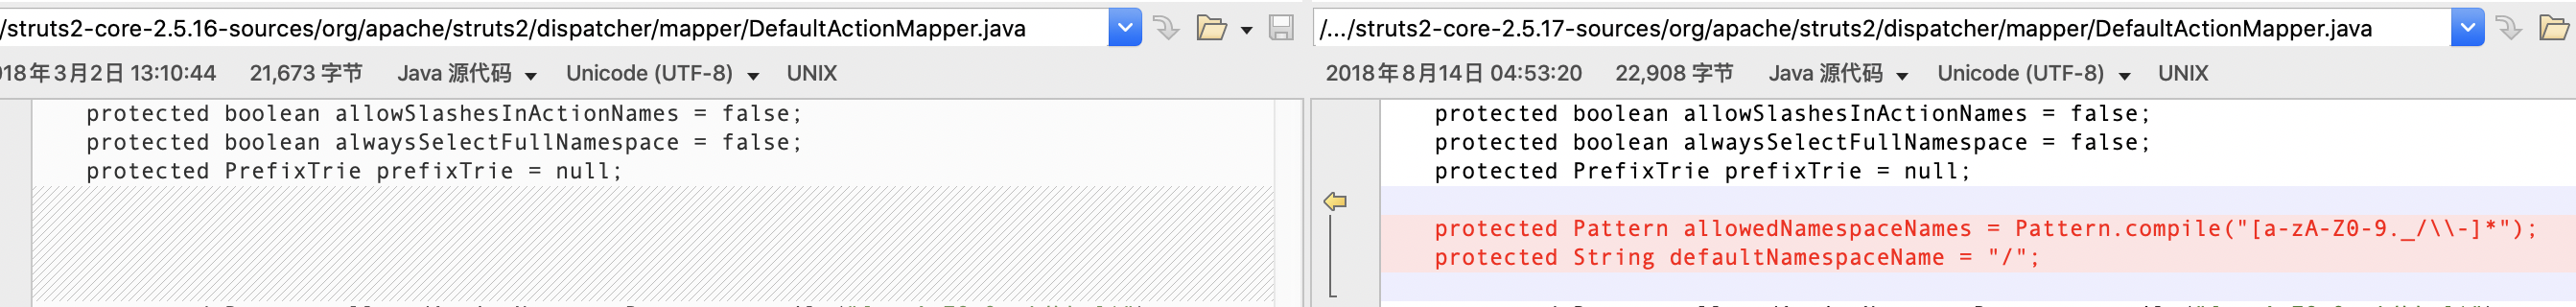 /struts2-core-2.5.16-sources/org/apache/struts2/dispatcher/mapper/DefaultActionMapper.java
18年3月2日 13:10:44 21,673 字节 Java 源代码 Unicode (UTF-8) UNIX
protected boolean allowSlashesInActionNames = false;
protected boolean alwaysSelectFullNamespace = false;
protected PrefixTrie prefixTrie = null;
/.../struts2-core-2.5.17-sources/org/apache/struts2/dispatcher/mapper/DefaultActionMapper.java
2018年8月14日 04:53:20 22,908 字节 Java 源代码 Unicode (UTF-8) UNIX
protected boolean allowSlashesInActionNames = false;
protected boolean alwaysSelectFullNamespace = false;
protected PrefixTrie prefixTrie = null;
protected Pattern allowedNamespaceNames = Pattern.compile("[a-zA-Z0-9._/\\-]*");
protected String defaultNamespaceName = "/";